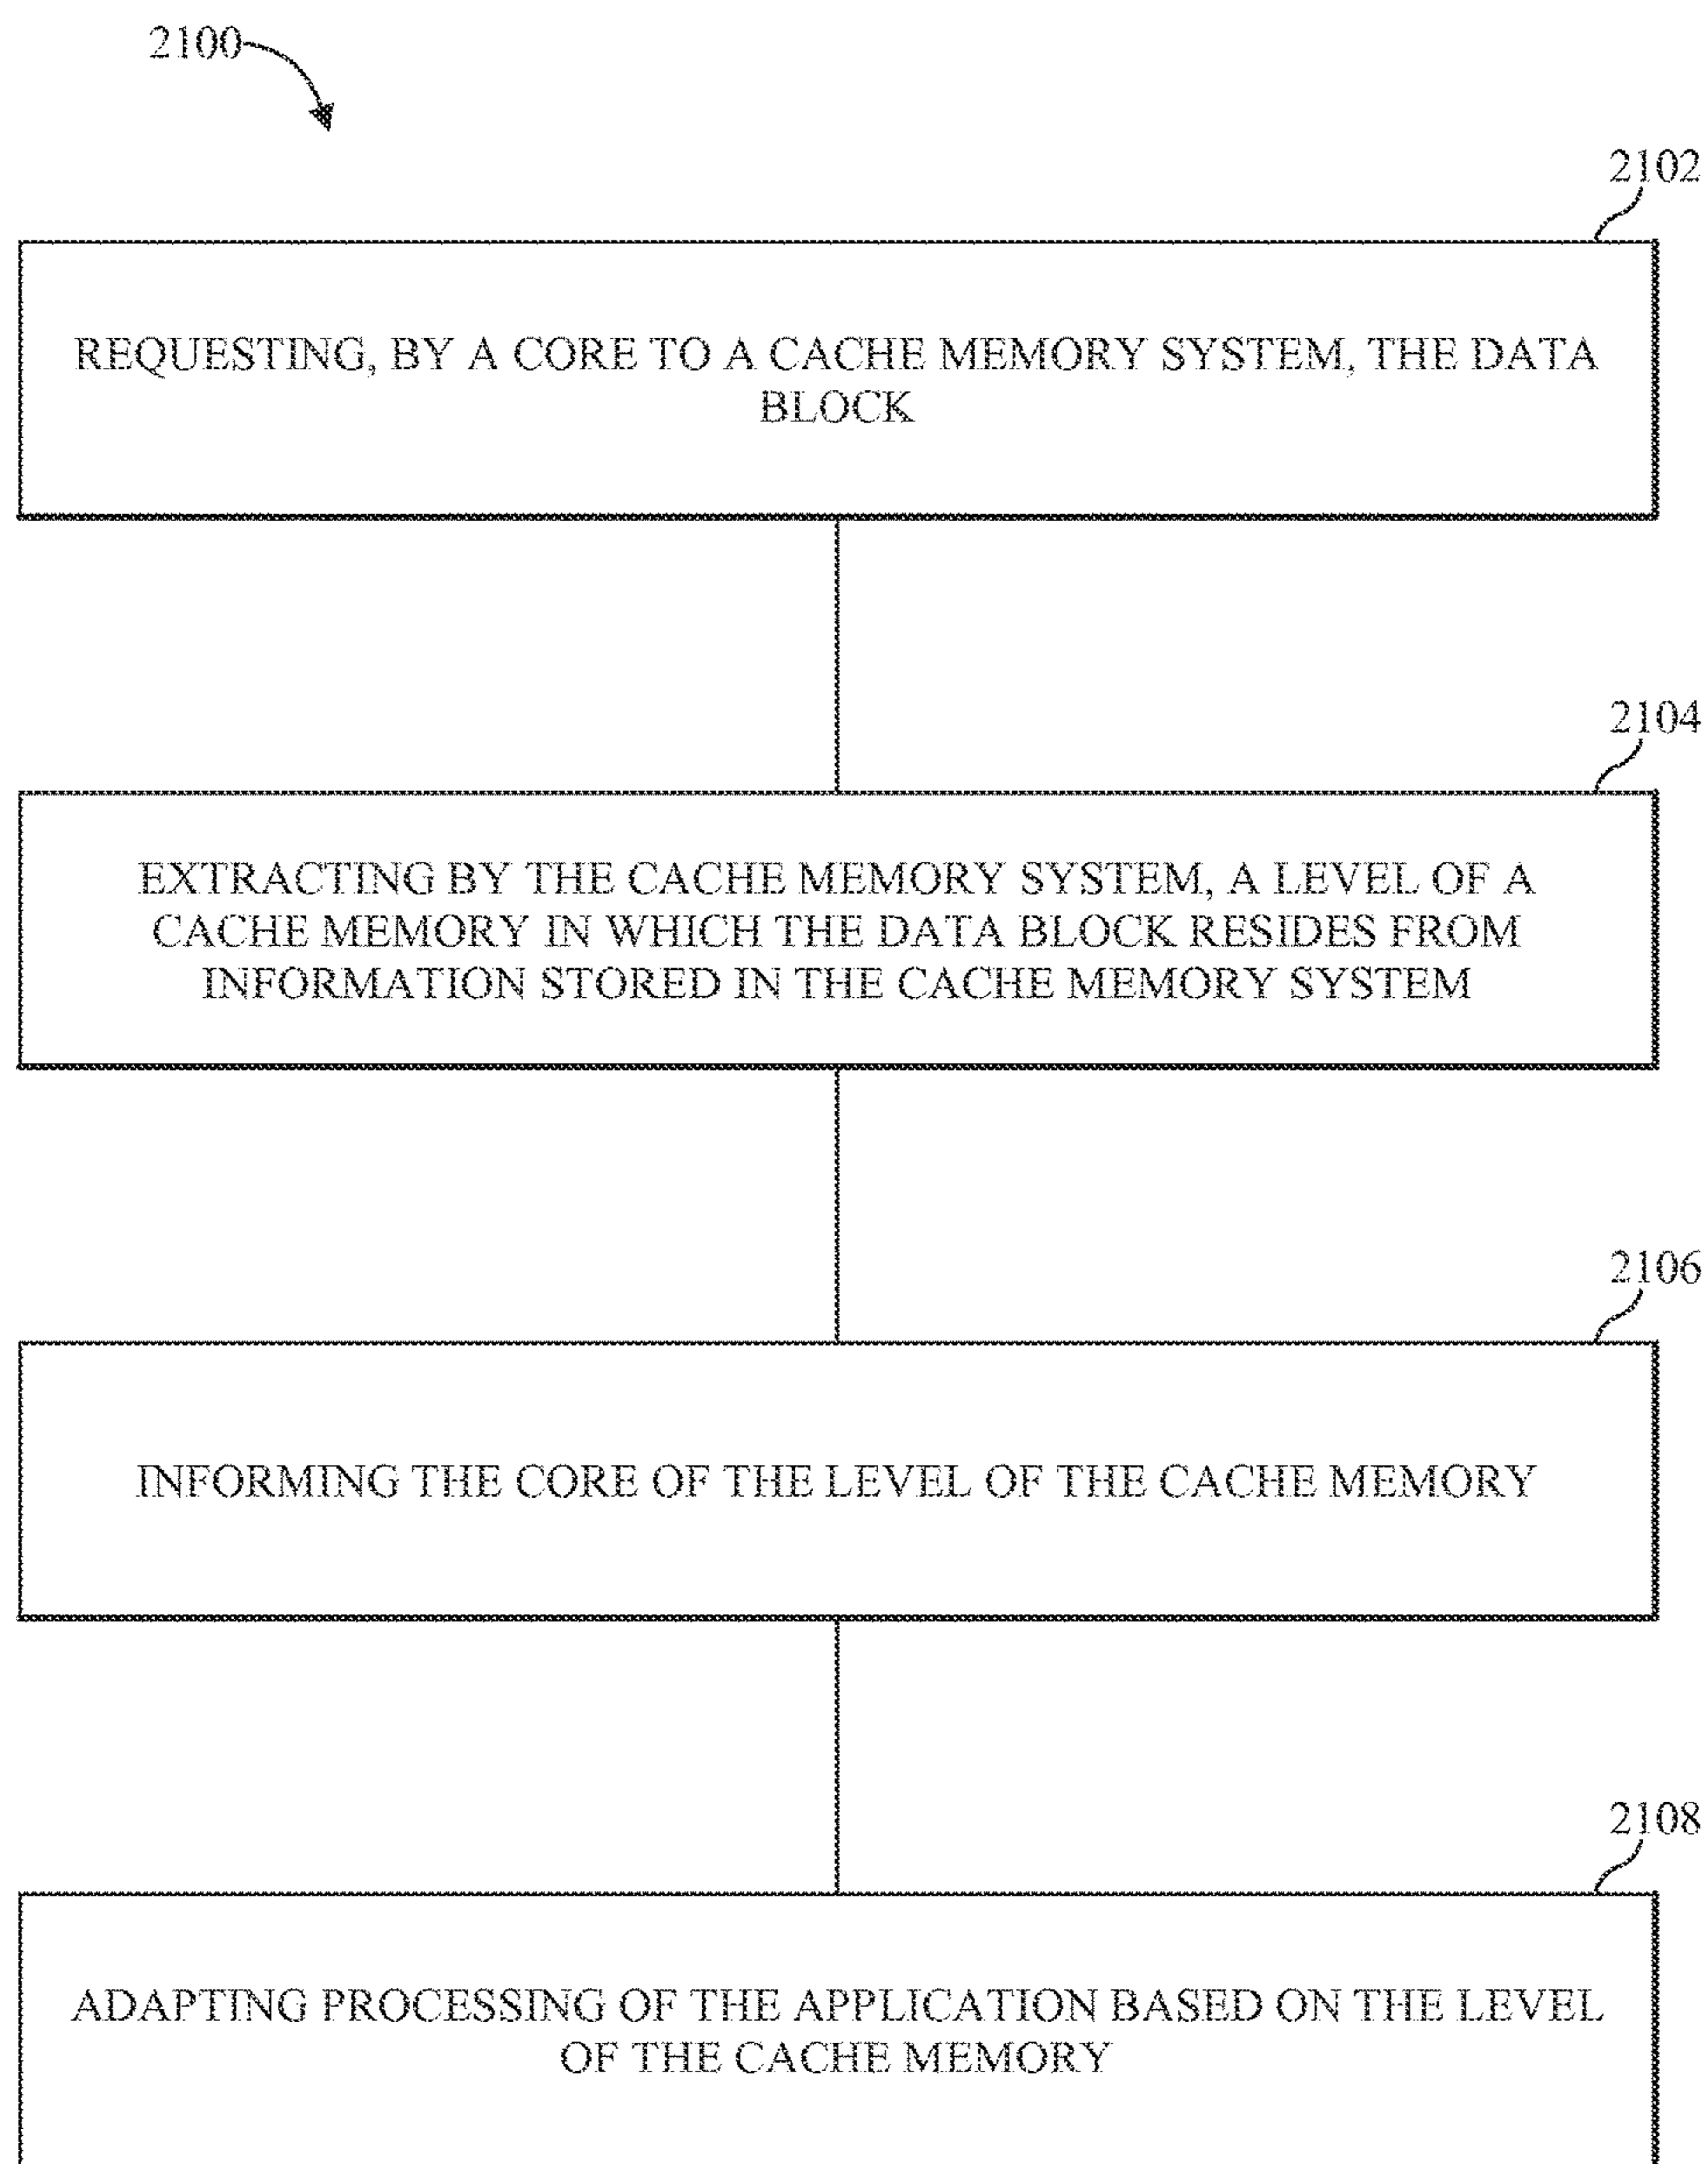 2100
2102
REQUESTING, BY A CORE TO A CACHE MEMORY SYSTEM, THE DATA
BLOCK
2104
EXTRACTING BY THE CACHE MEMORY SYSTEM, A LEVEL OF A
CACHE MEMORY IN WHICH THE DATA BLOCK RESIDES FROM
INFORMATION STORED IN THE CACHE MEMORY SYSTEM
2106
INFORMING THE CORE OF THE LEVEL OF THE CACHE MEMORY
2108
ADAPTING PROCESSING OF THE APPLICATION BASED ON THE LEVEL
OF THE CACHE MEMORY